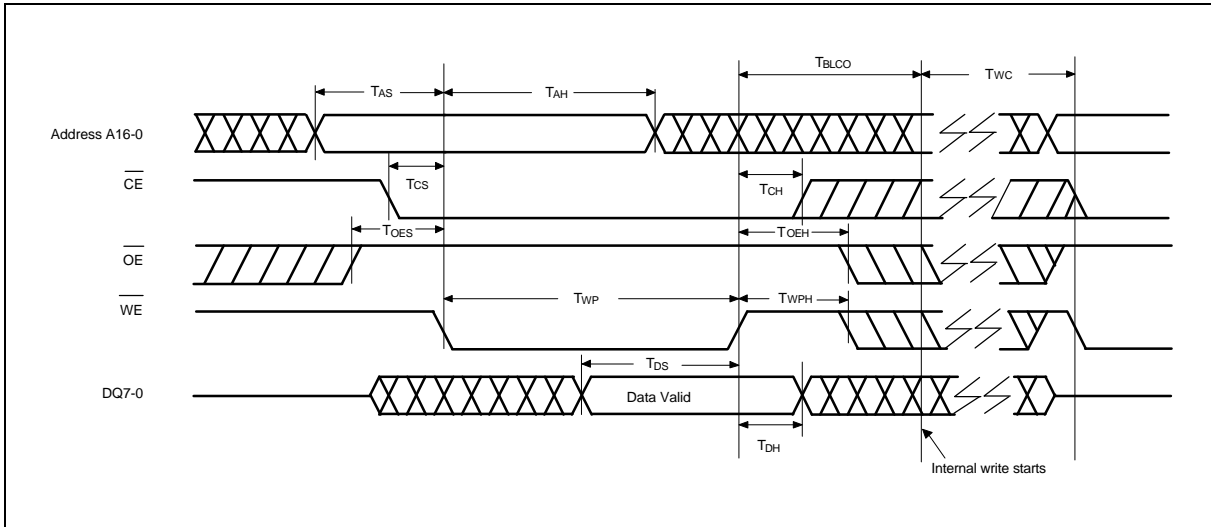 TBLCO
TWC
TAS
TAH
Address A16-0
TCS
TCH
CE
TOES
TOEH
OE
TWP
TWPH
WE
TDS
DQ7-0
Data Valid
TDH
Internal write starts